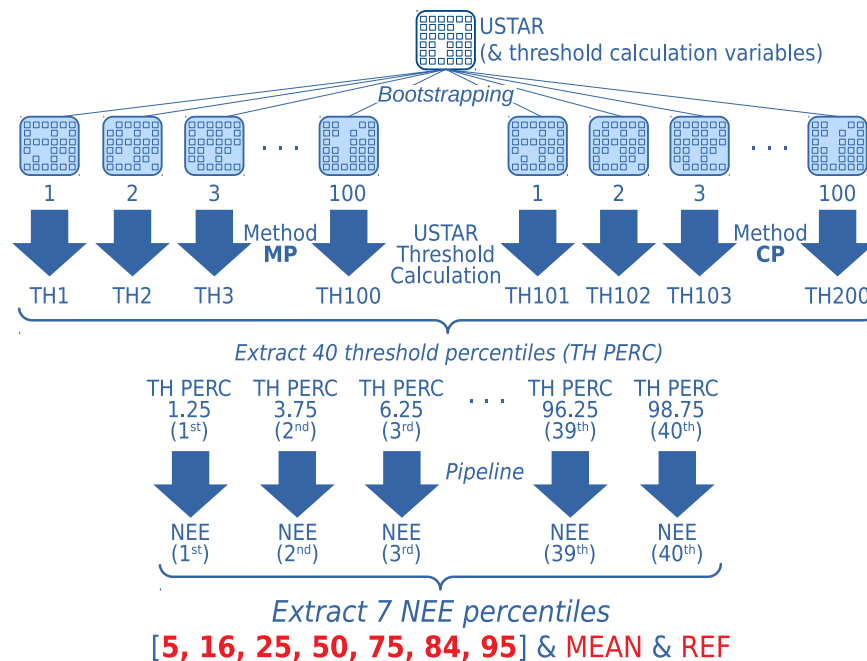 USTAR
(& threshold calculation variables)
Bootstrapping
1 2 3 . . . 100 1 2 3 . . . 100
Method
MP
USTAR
Threshold
Calculation
Method
CP
TH1 TH2 TH3 TH100 TH101 TH102 TH103 TH200
Extract 40 threshold percentiles (TH PERC)
TH PERC TH PERC TH PERC . . . TH PERC TH PERC
1.25 3.75 6.25 96.25 98.75
(1st) (2nd) (3rd) (39th) (40th)
Pipeline
NEE NEE NEE NEE NEE
(1st) (2nd) (3rd) (39th) (40th)
Extract 7 NEE percentiles
[5, 16, 25, 50, 75, 84, 95] & MEAN & REF